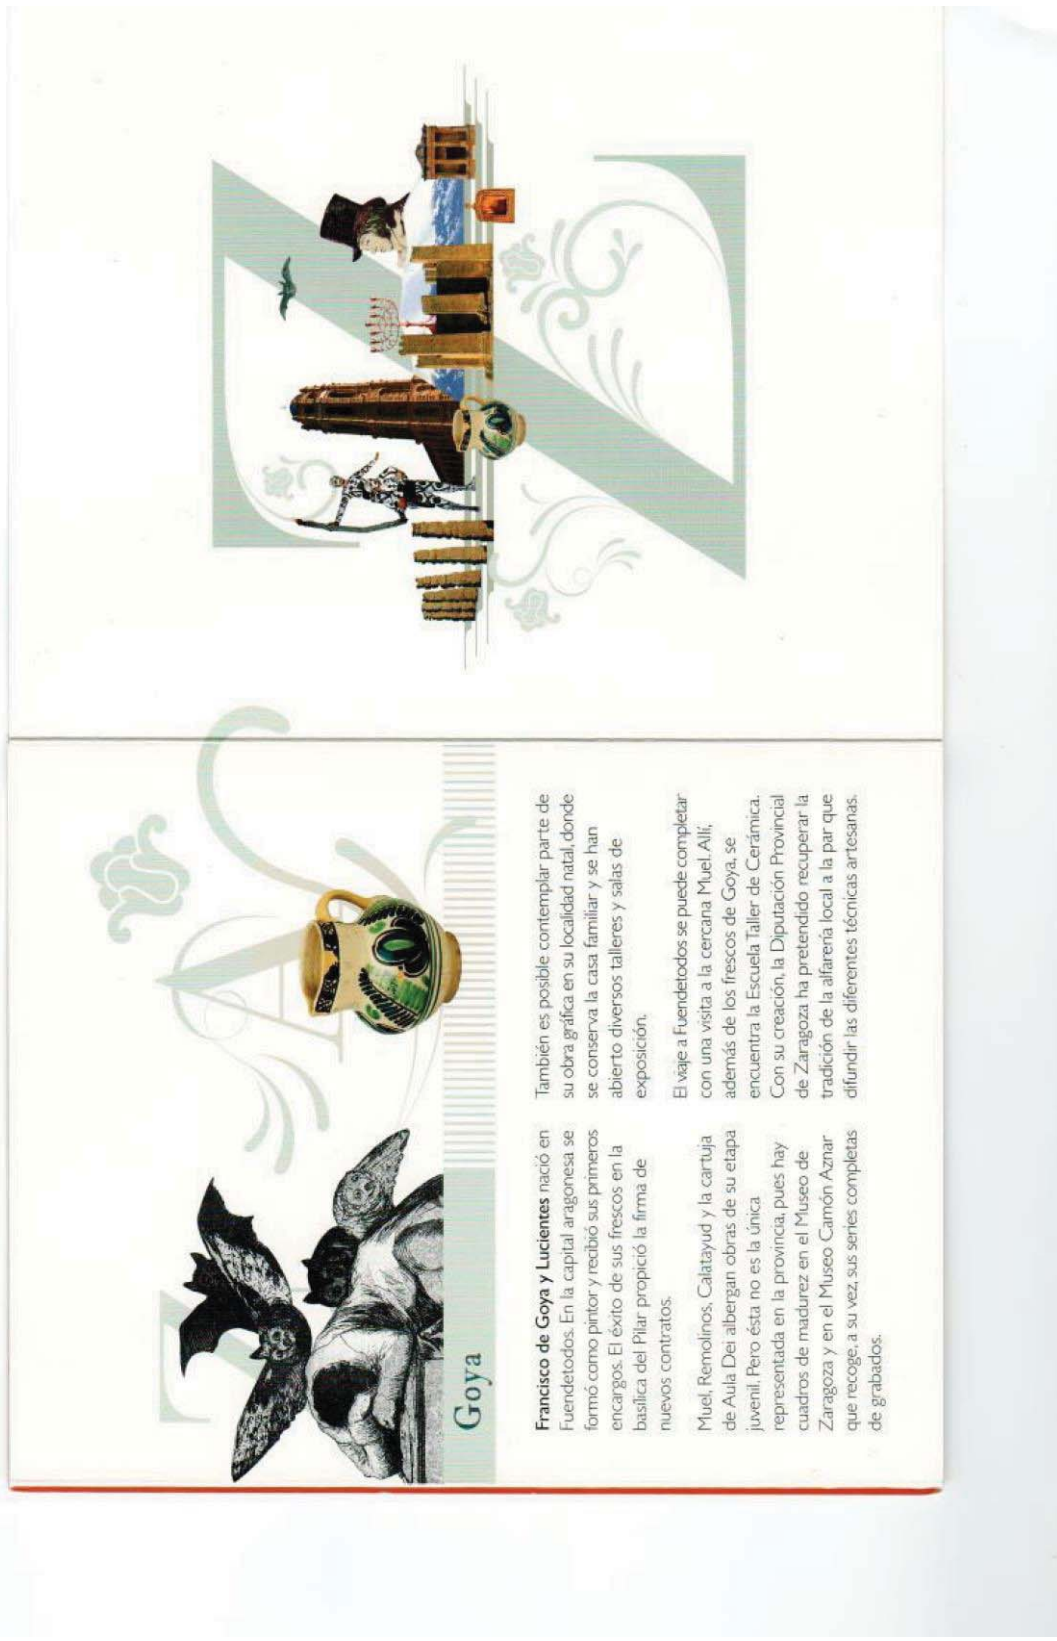 Goya
Francisco de Goya y Lucientes nació en
Fuendetodos. En la capital aragonesa se
formó como pintor y recibió sus primeros
encargos. El éxito de sus frescos en la
basílica del Pilar propició la firma de
nuevos contratos.
Muel, Remolinos, Calatayud y la cartuja
de Aula Dei albergan obras de su etapa
juvenil. Pero ésta no es la única
representada en la provincia, pues hay
cuadros de madurez en el Museo de
Zaragoza y en el Museo Camón Aznar
que recoge, a su vez, sus series completas
de grabados.
También es posible contemplar parte de
su obra gráfica en su localidad natal, donde
se conserva la casa familiar y se han
abierto diversos talleres y salas de
exposición.
El viaje a Fuendetodos se puede completar
con una visita a la cercana Muel. Allí,
además de los frescos de Goya, se
encuentra la Escuela Taller de Cerámica.
Con su creación, la Diputación Provincial
de Zaragoza ha pretendido recuperar la
tradición de la alfarería local a la par que
difundir las diferentes técnicas artesanas.
Z